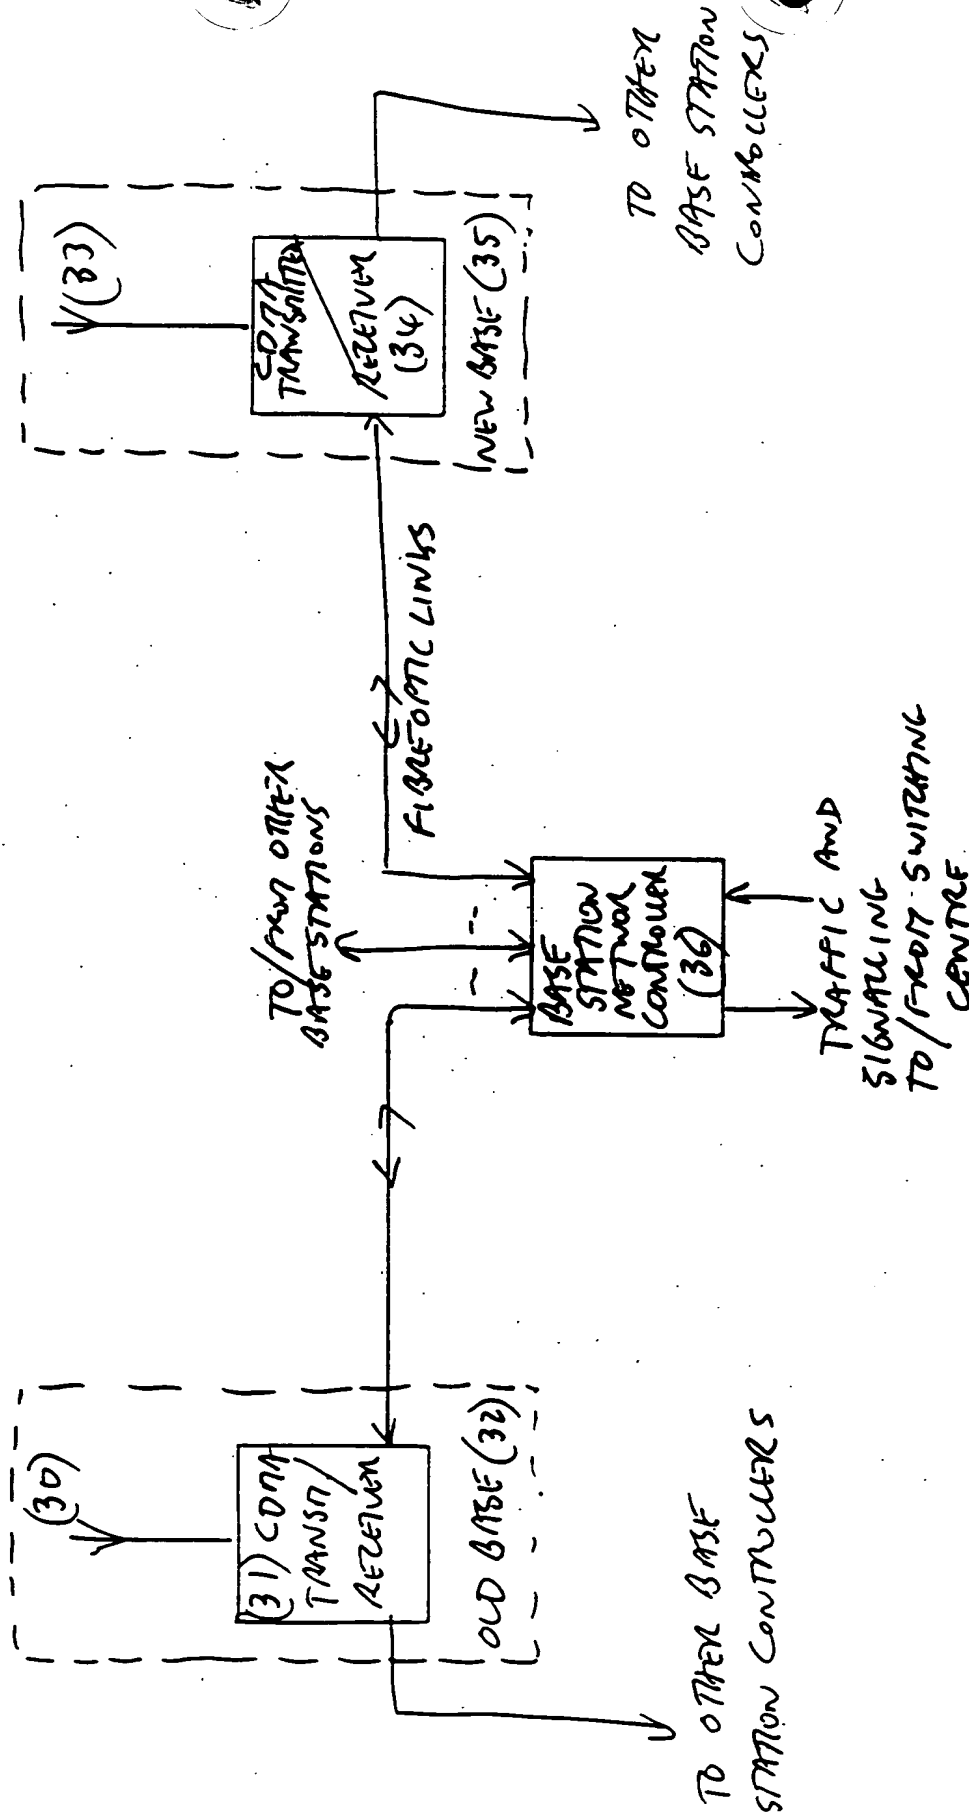 (30)
(31) CDMA
TRANSM/
RECEIVER
OLD BASE (32)
TO OTHER BASE
STATION CONTROLLERS
TO/FROM OTHER
BASE STATIONS
BASE
STATION
NETWOR
CONTROLLER
(36)
TRAFFIC AND
SIGNALLING
TO/FROM SWITCHING
CENTRE
FIBRE OPTIC LINKS
(33)
CDMA
TRANSMITTER
RECEIVER
(34)
NEW BASE (35)
TO OTHER
BASE STATION
CONTROLLERS